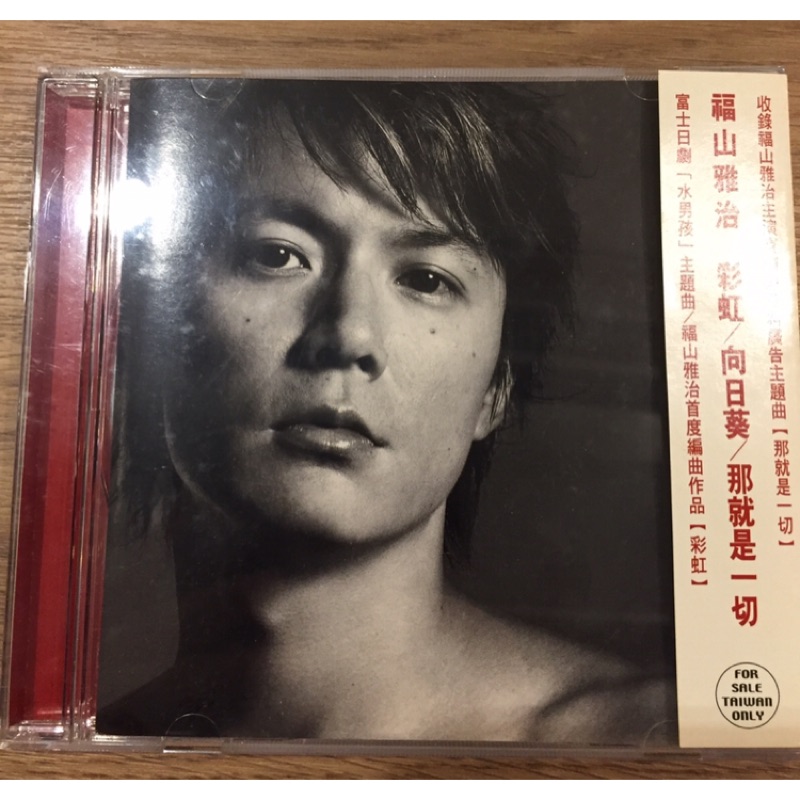 收錄福山雅治主演
廣告主題曲【那就是一切】
福山雅治 彩虹/向日葵/那就是一切
富士日劇「水男孩」主題曲/福山雅治首度編曲作品【彩虹】
FOR
SALE
TAIWAN
ONLY